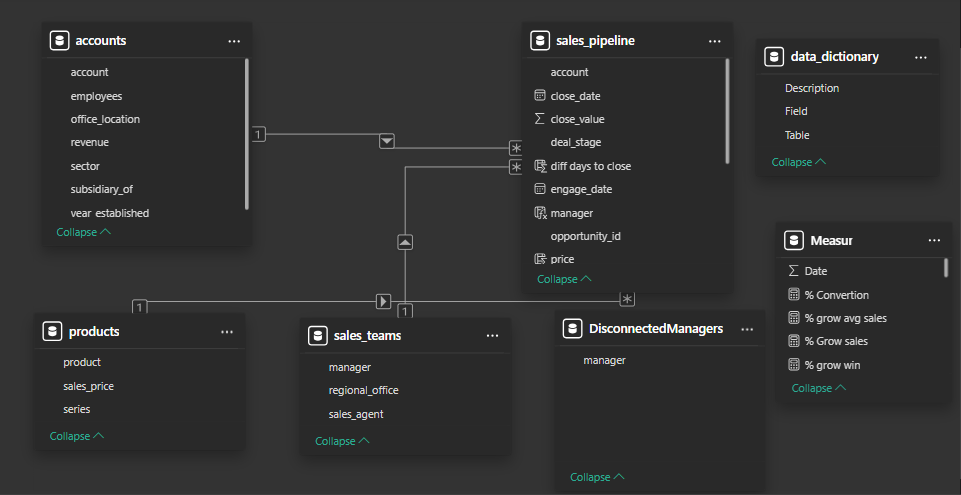 accounts
...
account
employees
office_location
revenue
sector
subsidiary_of
year_established
Collapse
sales_pipeline
...
account
close_date
close_value
deal_stage
diff days to close
engage_date
manager
opportunity_id
price
Collapse
data_dictionary
...
Description
Field
Table
Collapse
Measur
...
Date
% Convertion
% grow avg sales
% Grow sales
% grow win
Collapse
1
*
*
1
1
*
products
...
product
sales_price
series
Collapse
sales_teams
...
manager
regional_office
sales_agent
Collapse
DisconnectedManagers
...
manager
Collapse